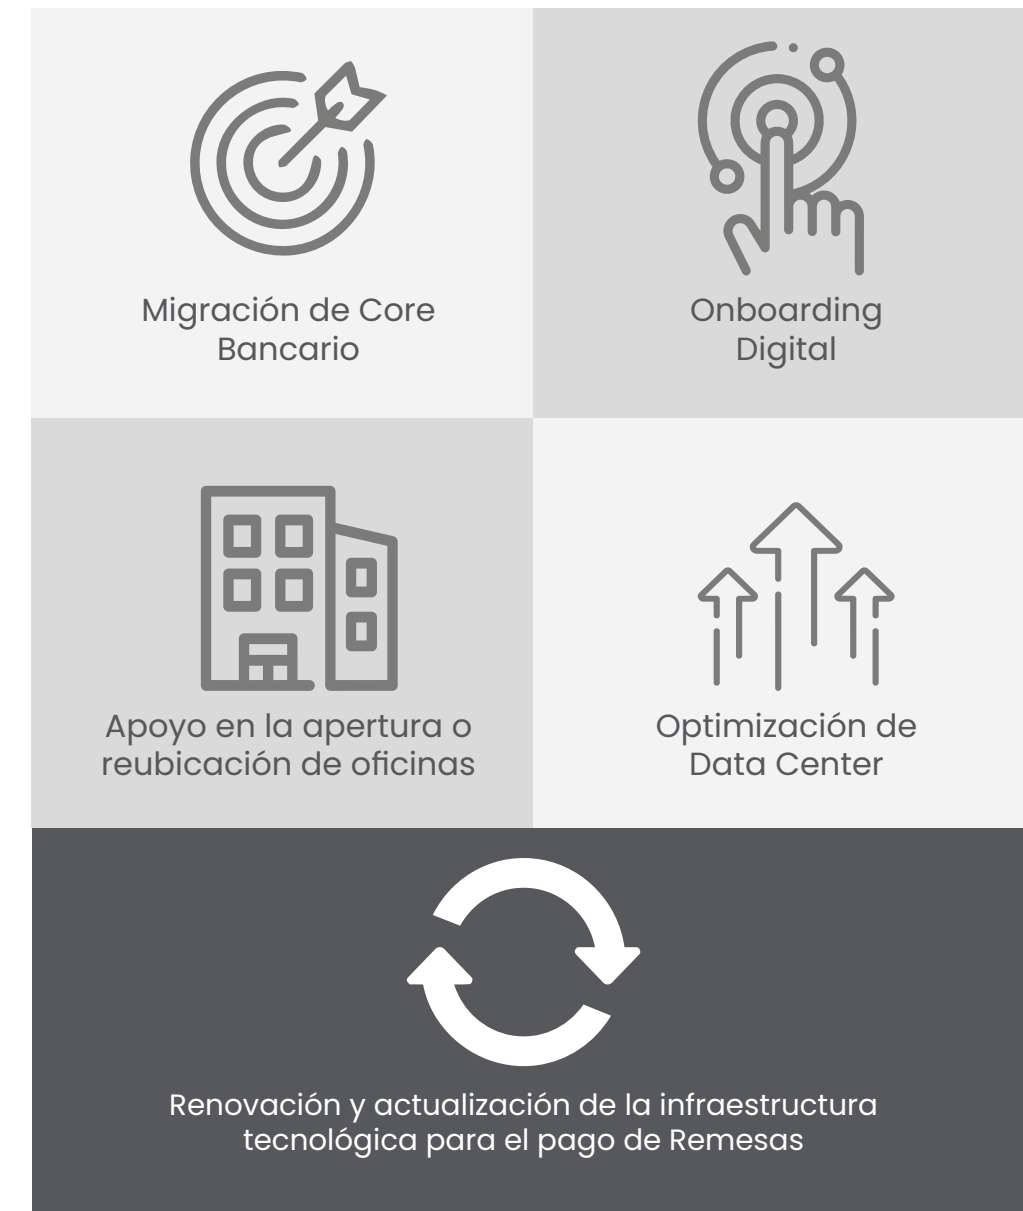 Migración de Core
Bancario
Onboarding
Digital
Apoyo en la apertura o
reubicación de oficinas
Optimización de
Data Center
Renovación y actualización de la infraestructura
tecnológica para el pago de Remesas